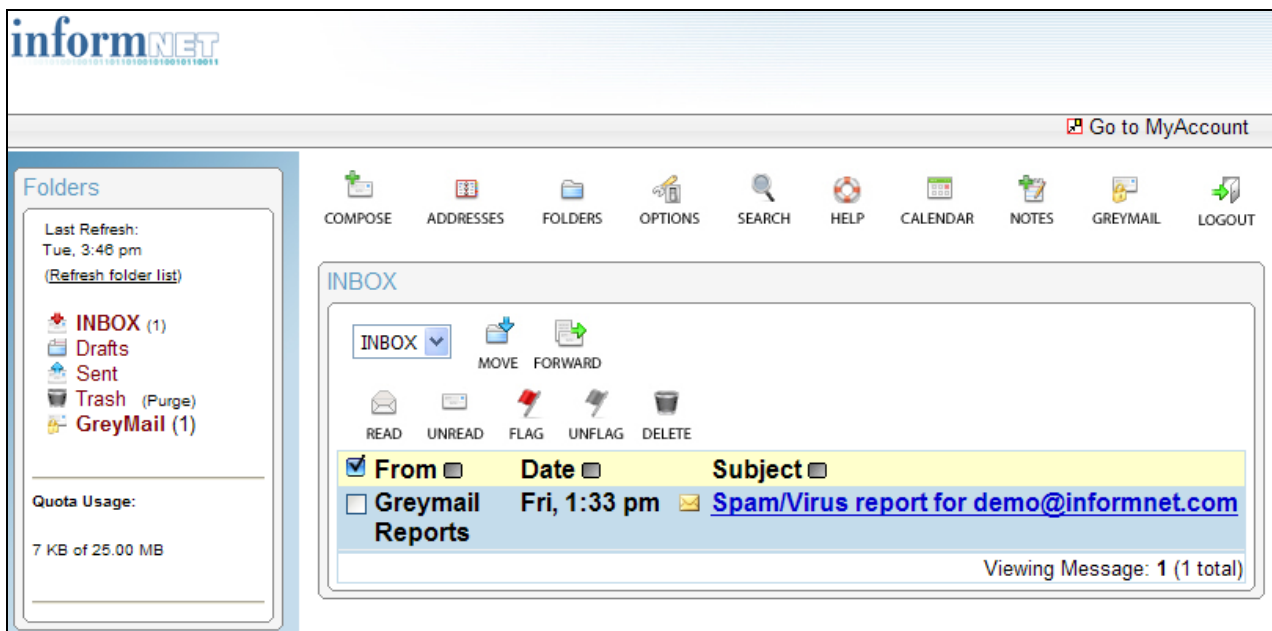 informNET
Go to MyAccount
Folders
Last Refresh:
Tue, 3:46 pm
(Refresh folder list)
INBOX (1)
Drafts
Sent
Trash (Purge)
GreyMail (1)
Quota Usage:
7 KB of 25.00 MB
COMPOSE ADDRESSES FOLDERS OPTIONS SEARCH HELP CALENDAR NOTES GREYMAIL LOGOUT
INBOX
INBOX MOVE FORWARD
READ UNREAD FLAG UNFLAG DELETE
From Date Subject
Greymail Fri, 1:33 pm Spam/Virus report for demo@informnet.com
Reports
Viewing Message: 1 (1 total)